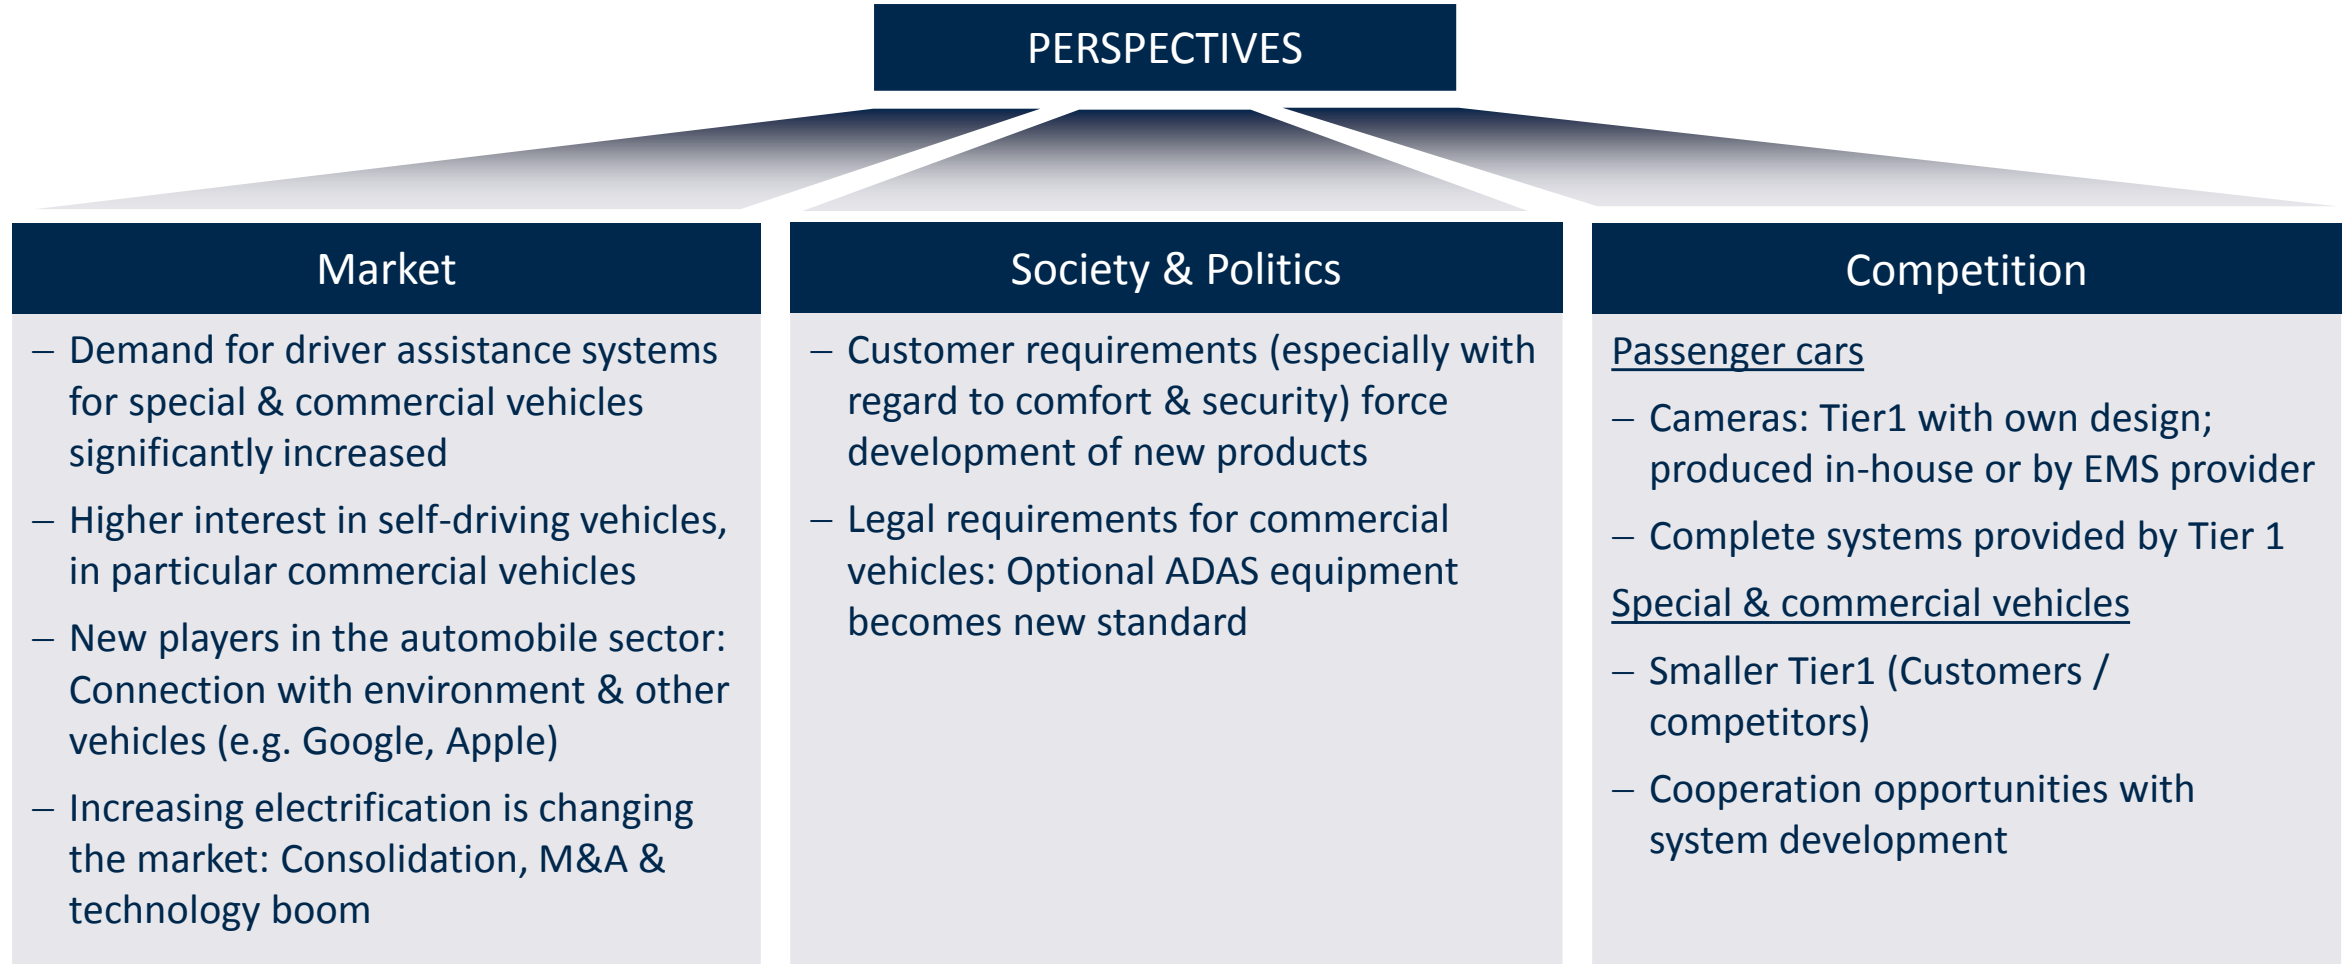 PERSPECTIVES
Market
– Demand for driver assistance systems
for special & commercial vehicles
significantly increased
– Higher interest in self-driving vehicles,
in particular commercial vehicles
– New players in the automobile sector:
Connection with environment & other
vehicles (e.g. Google, Apple)
– Increasing electrification is changing
the market: Consolidation, M&A &
technology boom
Society & Politics
– Customer requirements (especially with
regard to comfort & security) force
development of new products
– Legal requirements for commercial
vehicles: Optional ADAS equipment
becomes new standard
Competition
Passenger cars
– Cameras: Tier1 with own design;
produced in-house or by EMS provider
– Complete systems provided by Tier 1
Special & commercial vehicles
– Smaller Tier1 (Customers /
competitors)
– Cooperation opportunities with
system development